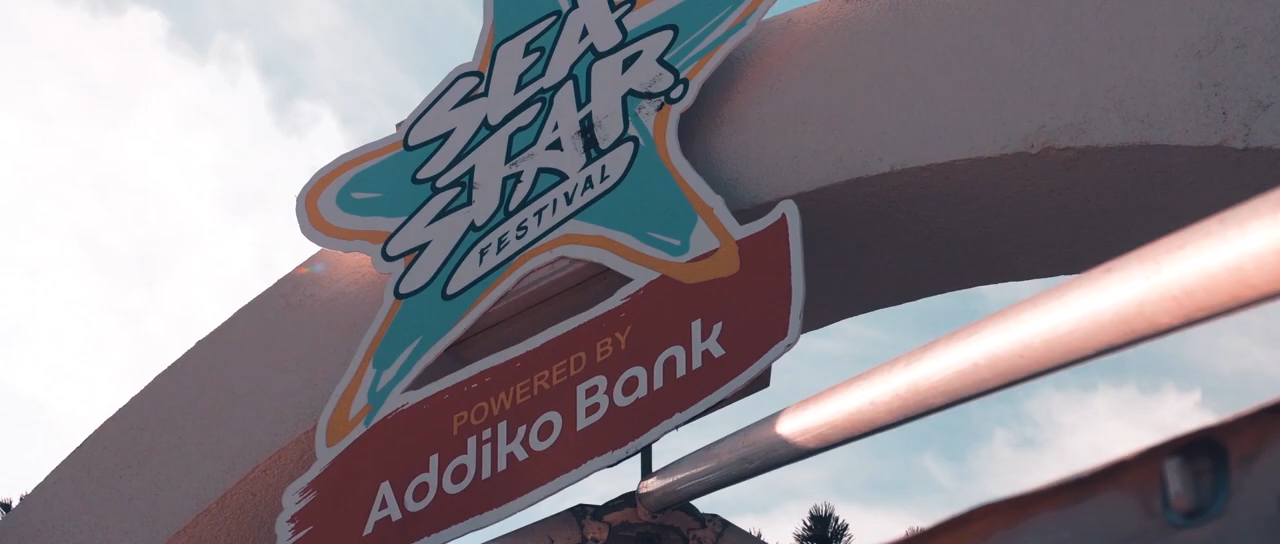 SEA
STAR.
FESTIVAL
POWERED BY
Addiko Bank